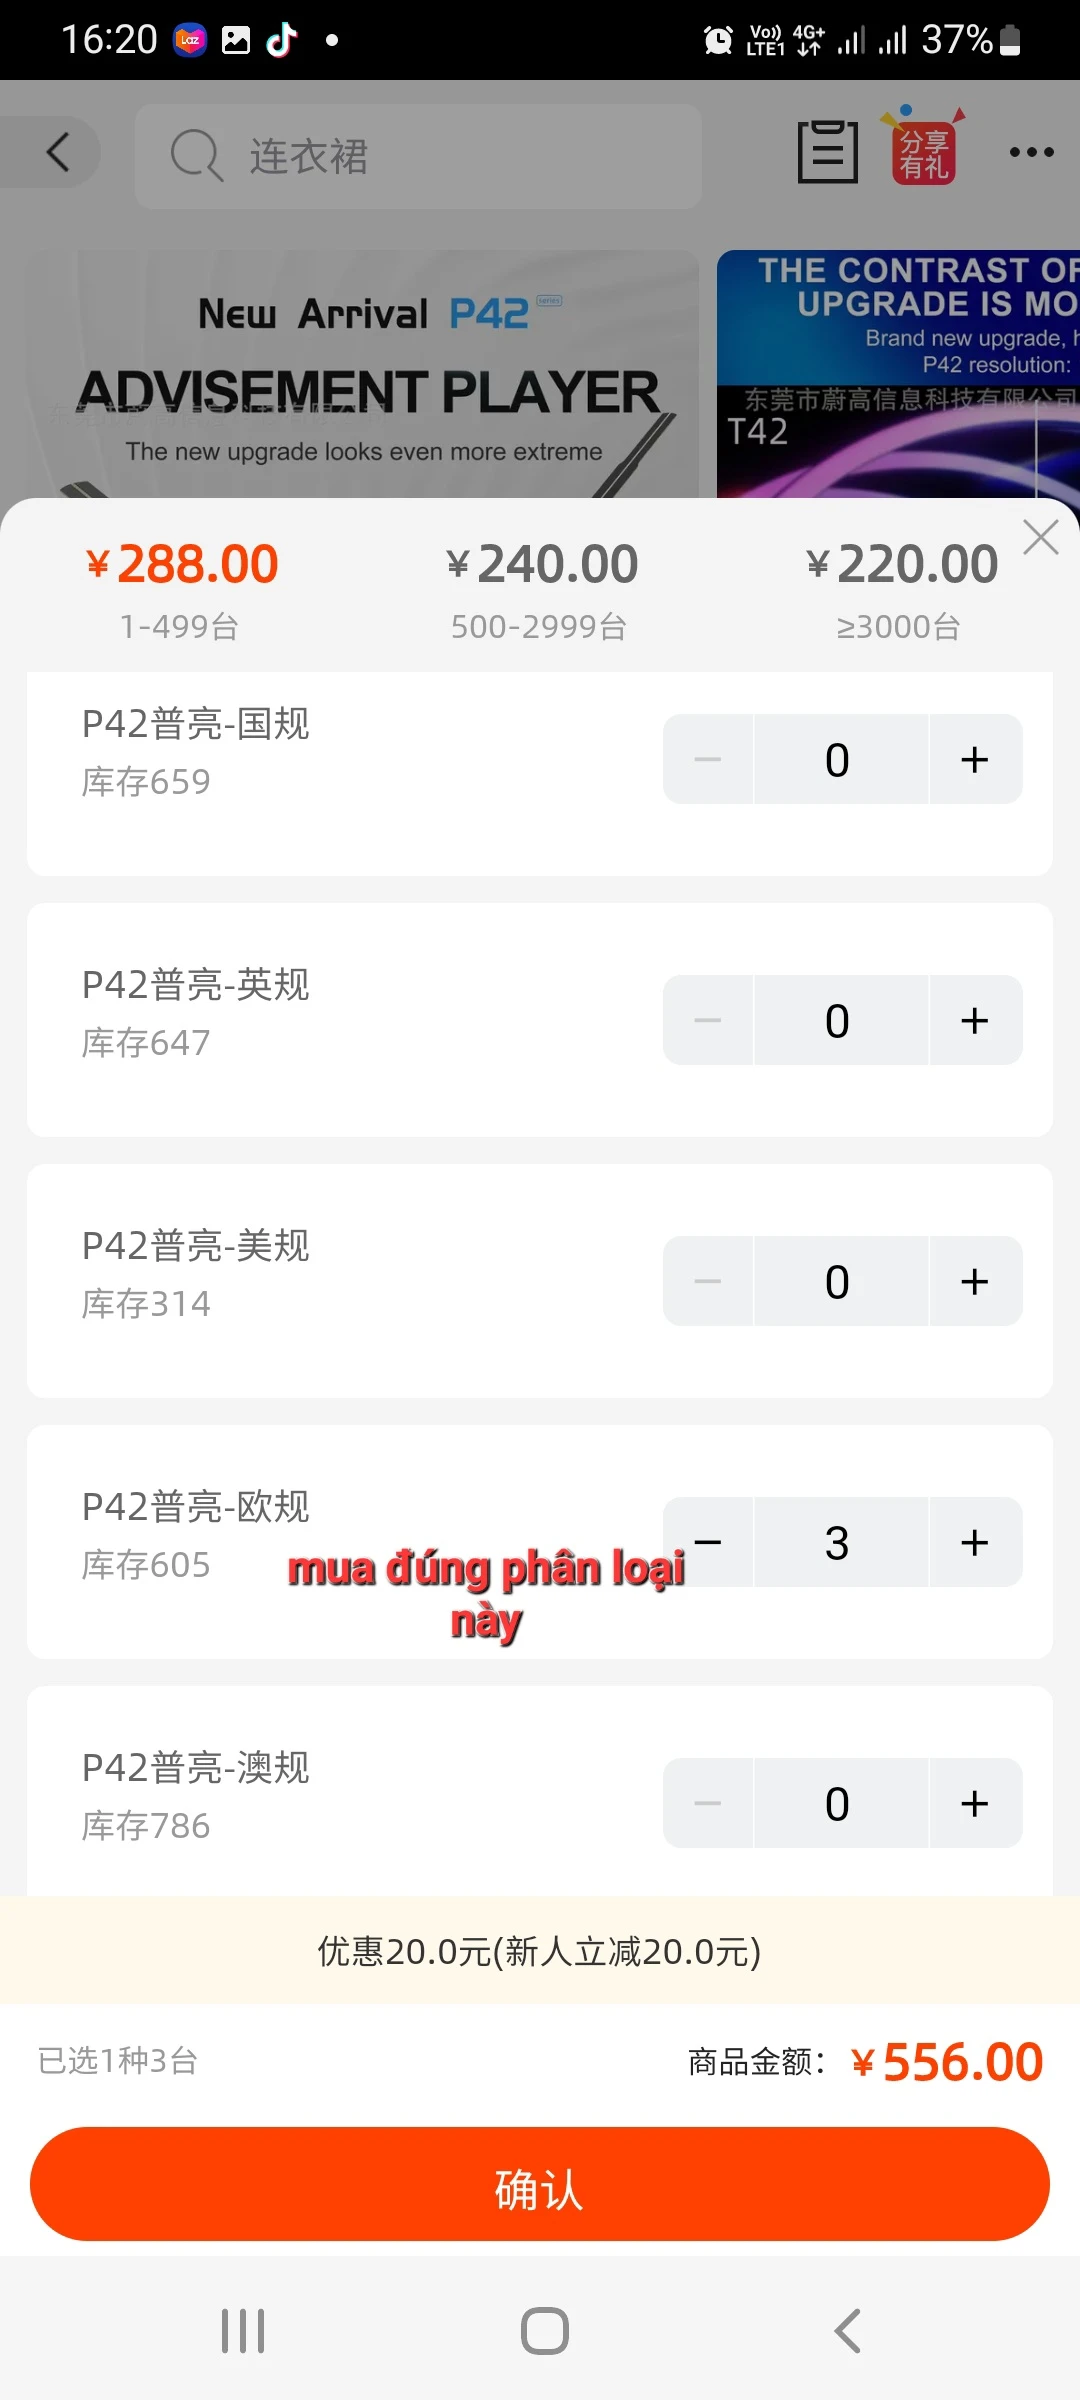 16:20
Laz
Vo)) 4G+
LTE1
37%
连衣裙
分享
有礼
New Arrival P42 series
ADVISEMENT PLAYER
The new upgrade looks even more extreme
THE CONTRAST OF
UPGRADE IS MO
Brand new upgrade, h
P42 resolution:
东莞市蔚高信息科技有限公司
T42
¥288.00
1-499台
¥240.00
500-2999台
¥220.00
≥3000台
P42普亮-国规
库存659
0
P42普亮-英规
库存647
0
P42普亮-美规
库存314
0
P42普亮-欧规
库存605
3
mua đúng phân loại
này
P42普亮-澳规
库存786
0
优惠20.0元(新人立减20.0元)
已选1种3台
商品金额：¥556.00
确认